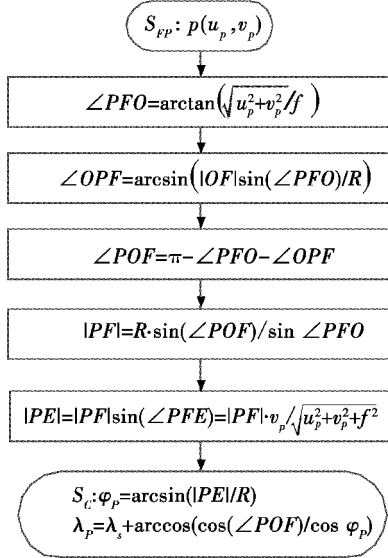 S_{FP}: p(u_p, v_p)
∠PFO=arctan(√(u_p²+v_p²)/f)
∠OPF=arcsin(|OF|sin(∠PFO)/R)
∠POF=π-∠PFO-∠OPF
|PF|=R·sin(∠POF)/sin ∠PFO
|PE|=|PF|sin(∠PFE)=|PF|·v_p/√(u_p²+v_p²+f²)
S_C:φ_P=arcsin(|PE|/R)
λ_P=λ_s+arccos(cos(∠POF)/cos φ_P)